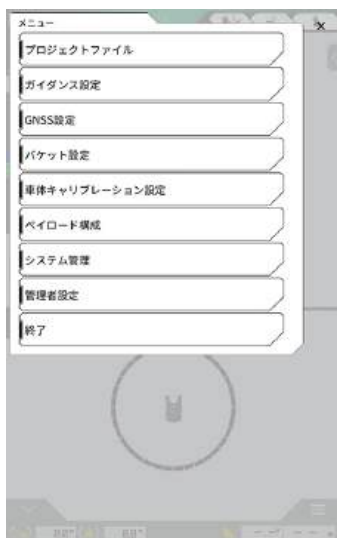 メニュー
×
プロジェクトファイル
ガイダンス設定
GNSS設定
バケット設定
車体キャリブレーション設定
ペイロード構成
システム管理
管理者設定
終了